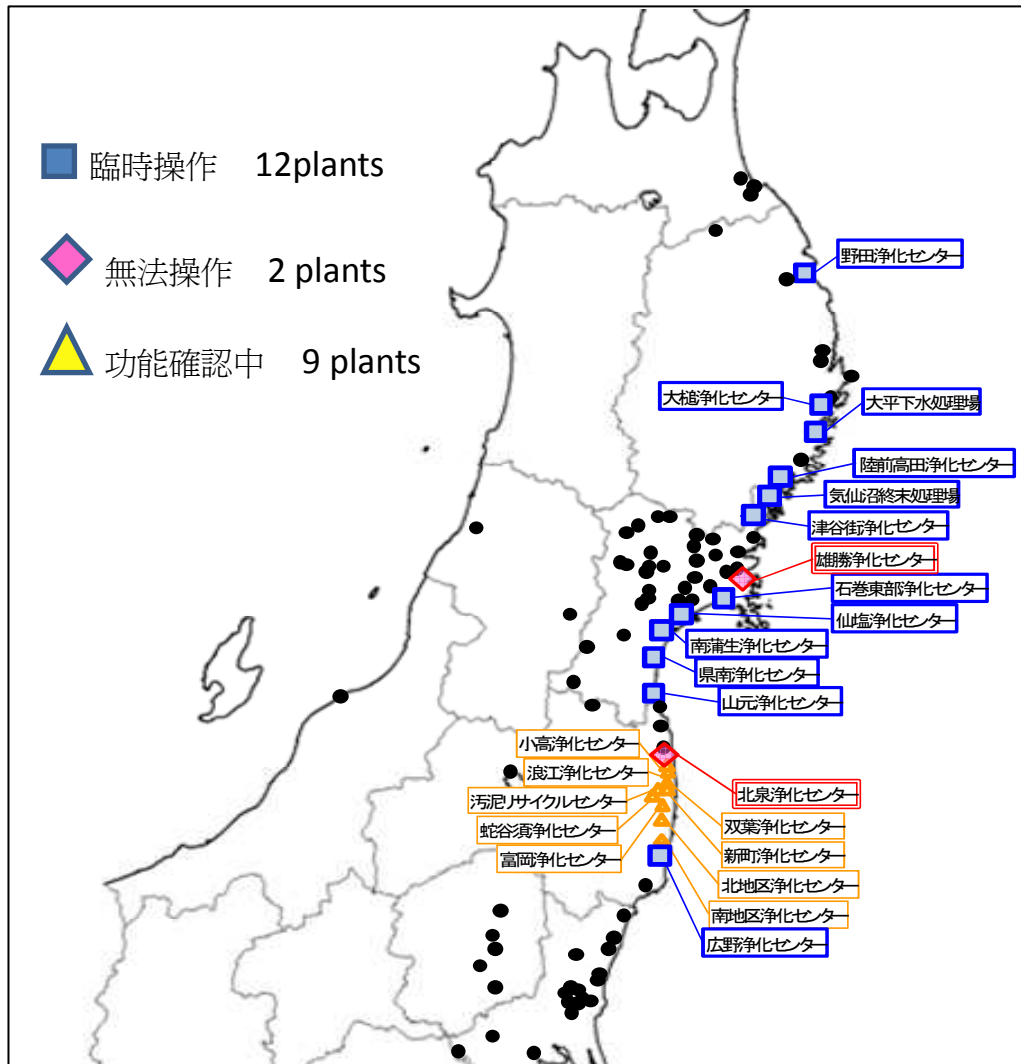 臨時操作 12plants
無法操作 2 plants
功能確認中 9 plants
野田浄化センター
大槌浄化センター
大平下水処理場
陸前高田浄化センター
気仙沼終末処理場
津谷街浄化センター
雄勝浄化センター
石巻東部浄化センター
仙塩浄化センター
南蒲生浄化センター
県南浄化センター
山元浄化センター
小高浄化センター
浪江浄化センター
汚泥リサイクルセンター
蛇谷須浄化センター
富岡浄化センター
北泉浄化センター
双葉浄化センター
新町浄化センター
北地区浄化センター
南地区浄化センター
広野浄化センター